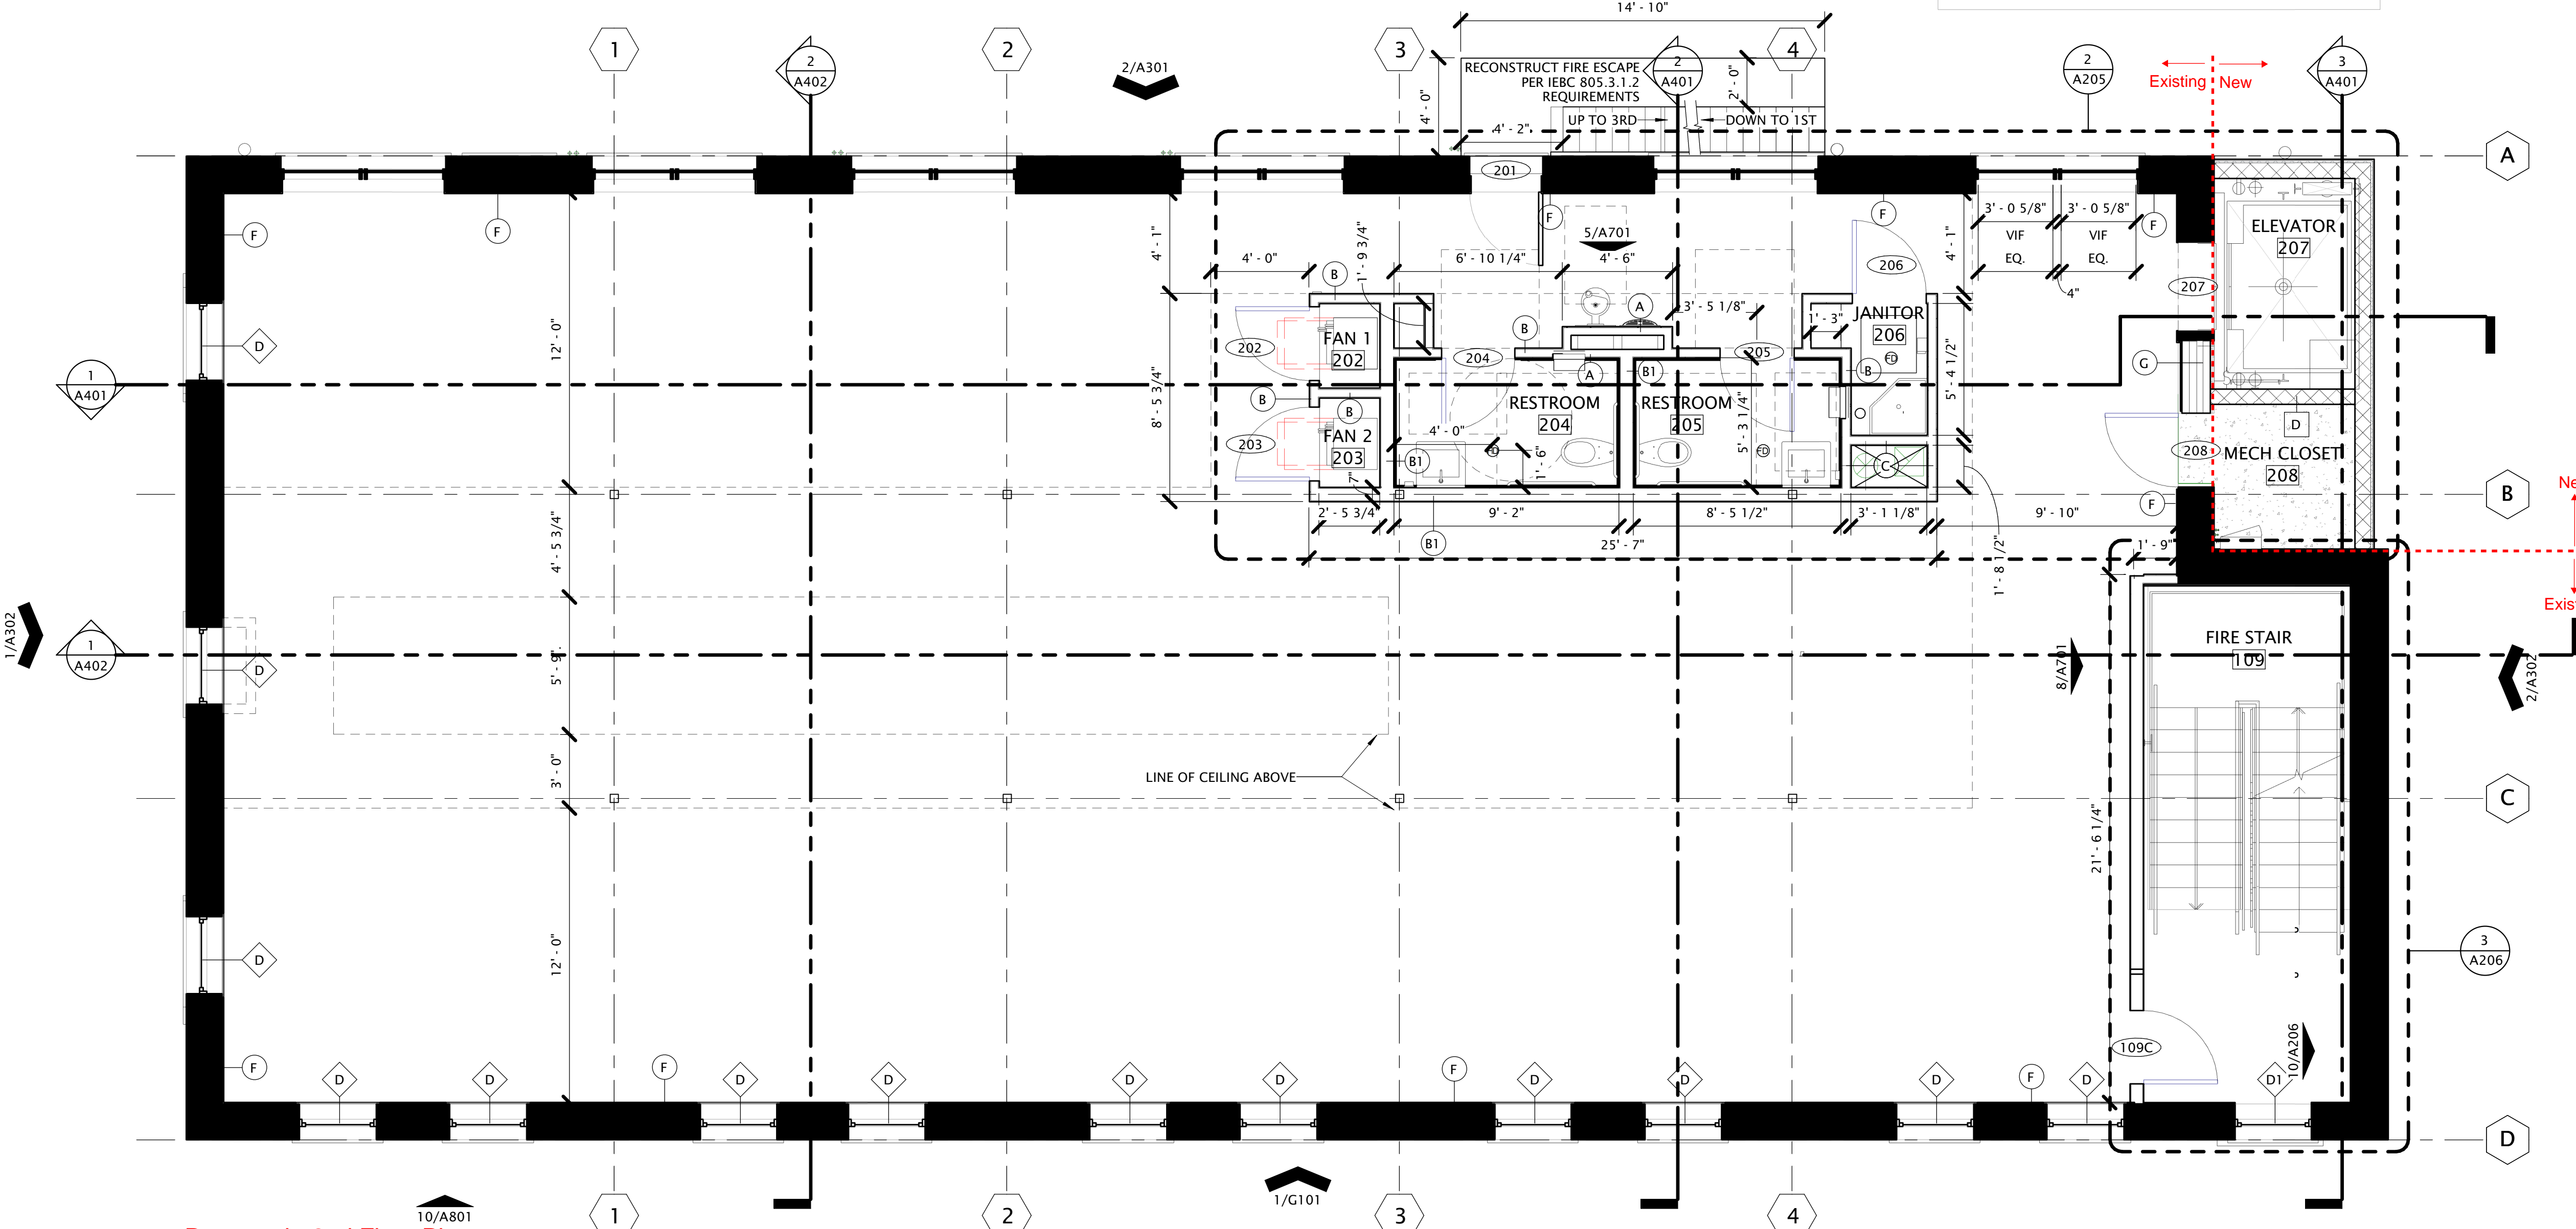 14' - 10"
1
2
A402
2
2/A301
3
RECONSTRUCT FIRE ESCAPE
PER IEBC 805.3.1.2
REQUIREMENTS
2
A401
4
2
A205
Existing
New
3
A401
4' - 0"
2' - 0"
UP TO 3RD
DOWN TO 1ST
4' - 2"
A
201
F
F
F
F
F
12' - 0"
4' - 1"
4' - 0"
B
1' - 9 3/4"
6' - 10 1/4"
5/A701
4' - 6"
206
4' - 1"
3' - 0 5/8"
3' - 0 5/8"
VIF
VIF
EQ.
EQ.
4"
ELEVATOR
207
207
A
3' - 5 1/8"
1' - 3"
JANITOR
206
FD
D
1
A401
8' - 5 3/4"
202
FAN 1
202
B
204
B
A
B1
205
B
5' - 4 1/2"
G
B
203
FAN 2
203
7"
B1
4' - 0"
FD
1' - 6"
RESTROOM
204
RESTROOM
205
5' - 3 1/4"
FD
C
D
208
MECH CLOSET
208
F
B
2' - 5 3/4"
9' - 2"
8' - 5 1/2"
3' - 1 1/8"
9' - 10"
B1
25' - 7"
1' - 8 1/2"
1' - 9"
4' - 5 3/4"
1/A302
1
A402
D
5' - 9"
FIRE STAIR
109
8/A701
2/A302
3' - 0"
LINE OF CEILING ABOVE
C
21' - 6 1/4"
D
12' - 0"
3
A206
F
D
D
F
D
D
D
D
F
D
D
D
F
D
109C
D1
10/A206
D
10/A801
1
2
1/G101
3
4